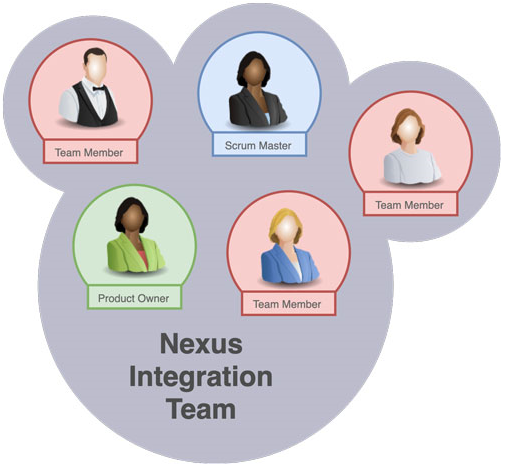 Team Member
Scrum Master
Team Member
Product Owner
Team Member
Nexus
Integration
Team